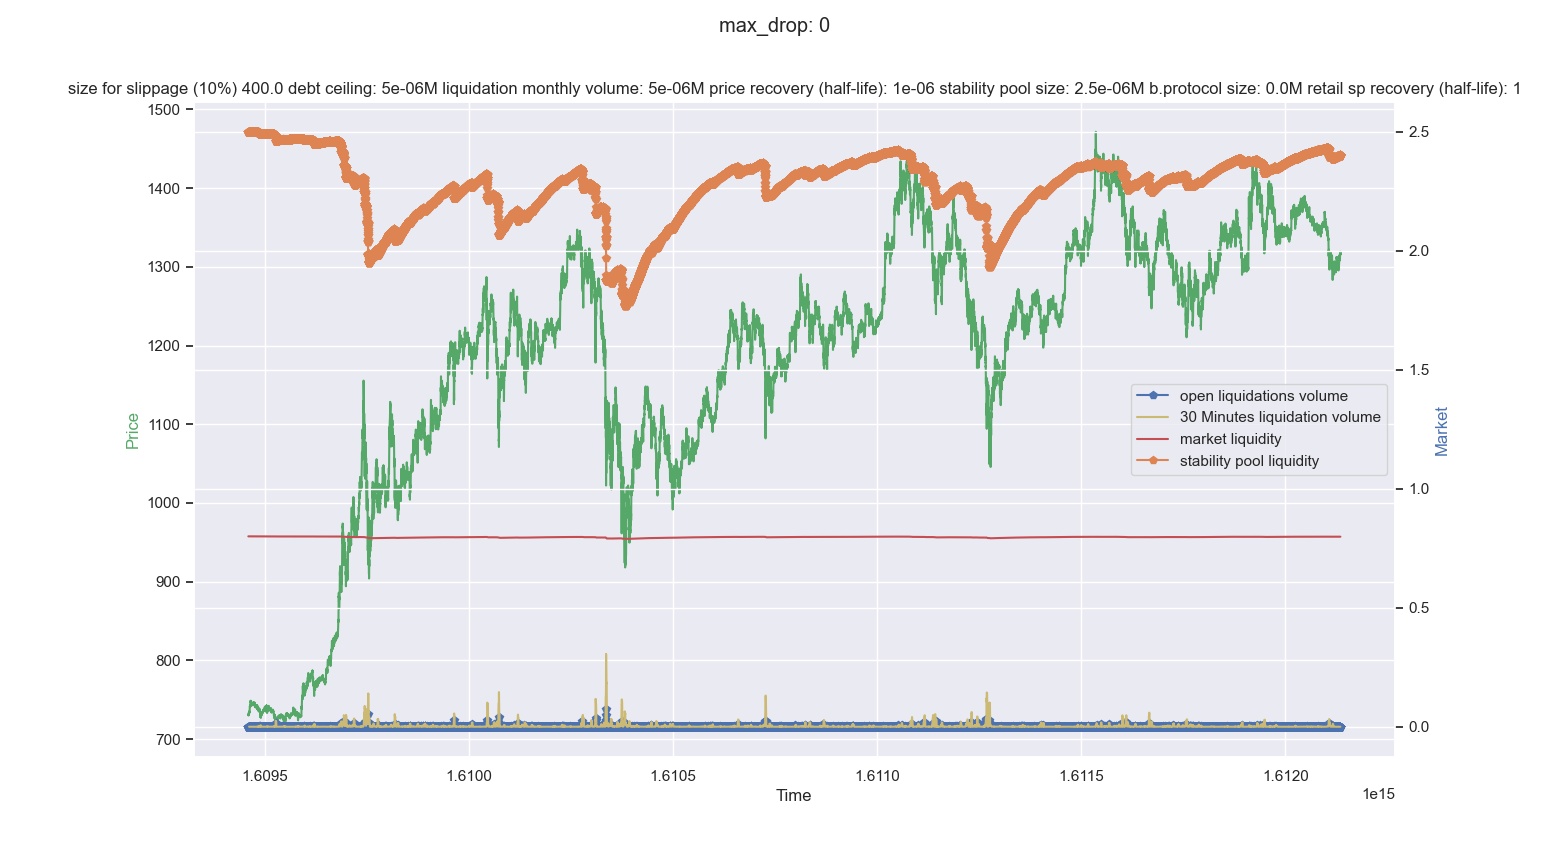 max_drop: 0
size for slippage (10%) 400.0 debt ceiling: 5e-06M liquidation monthly volume: 5e-06M price recovery (half-life): 1e-06 stability pool size: 2.5e-06M b.protocol size: 0.0M retail sp recovery (half-life): 1
1500
1400
1300
1200
1100
1000
900
800
700
Price
2.5
2.0
1.5
1.0
0.5
0.0
Market
open liquidations volume
30 Minutes liquidation volume
market liquidity
stability pool liquidity
1.6095
1.6100
1.6105
1.6110
1.6115
1.6120
Time
1e15